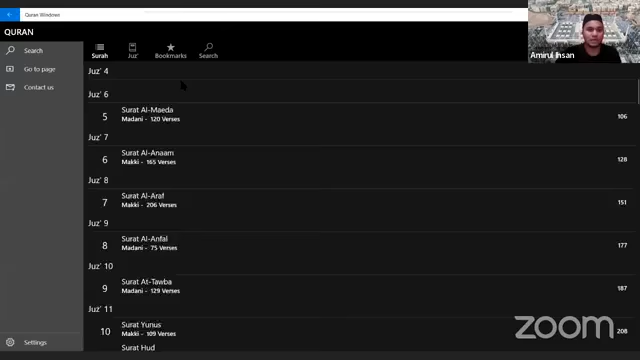 Quran Windows
QURAN
Search
Go to page
Contact us
Settings
Surah
Juz'
Bookmarks
Search
Juz' 4
Juz' 6
5
Surat Al-Maeda
Madani - 120 Verses
106
Juz' 7
6
Surat Al-Anaam
Makki - 165 Verses
128
Juz' 8
7
Surat Al-Araf
Makki - 206 Verses
151
Juz' 9
8
Surat Al-Anfal
Madani - 75 Verses
177
Juz' 10
9
Surat At-Tawba
Madani - 129 Verses
187
Juz' 11
10
Surat Yunus
Makki - 109 Verses
208
Surat Hud
Amirul Ihsan
zoom